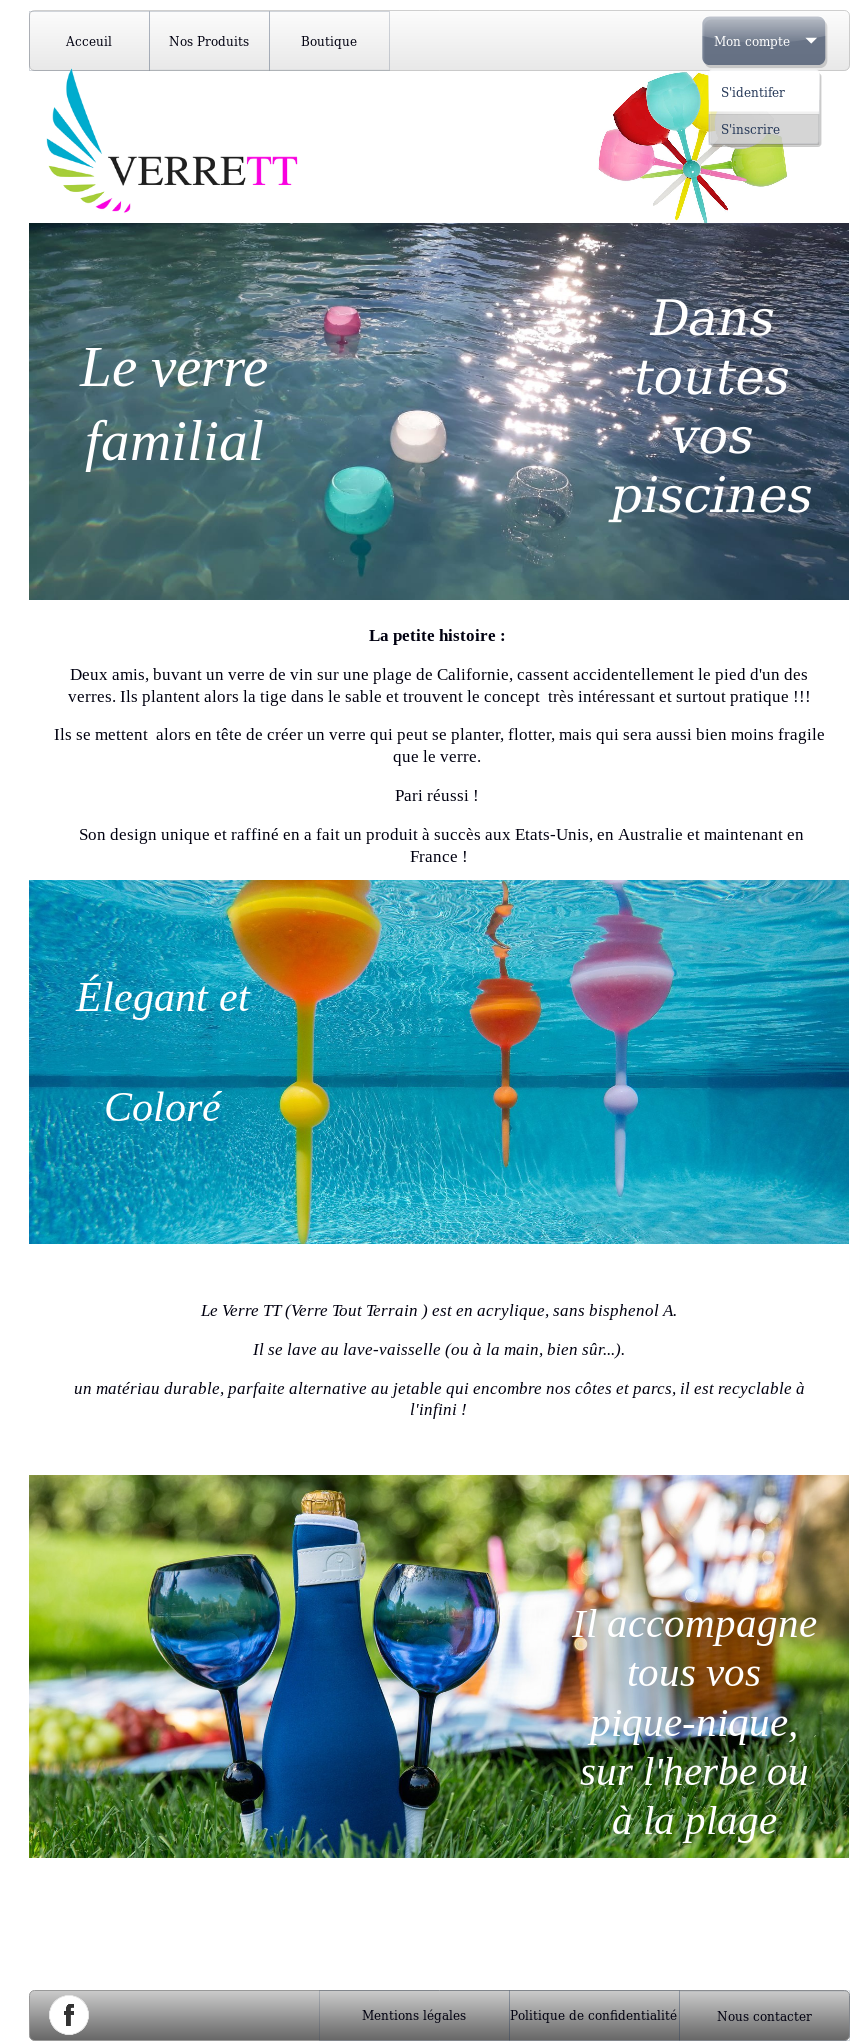 Acceuil
Nos Produits
Boutique
Mon compte
S'identifer
S'inscrire
VERRETT
Le verre
familial
Dans
toutes
vos
piscines
La petite histoire :
Deux amis, buvant un verre de vin sur une plage de Californie, cassent accidentellement le pied d'un des
verres. Ils plantent alors la tige dans le sable et trouvent le concept  très intéressant et surtout pratique !!!
Ils se mettent  alors en tête de créer un verre qui peut se planter, flotter, mais qui sera aussi bien moins fragile
que le verre.
Pari réussi !
Son design unique et raffiné en a fait un produit à succès aux Etats-Unis, en Australie et maintenant en
France !
Élegant et
Coloré
Le Verre TT (Verre Tout Terrain ) est en acrylique, sans bisphenol A.
Il se lave au lave-vaisselle (ou à la main, bien sûr...).
un matériau durable, parfaite alternative au jetable qui encombre nos côtes et parcs, il est recyclable à
l'infini !
Il accompagne
tous vos
pique-nique,
sur l'herbe ou
à la plage
f
Mentions légales
Politique de confidentialité
Nous contacter